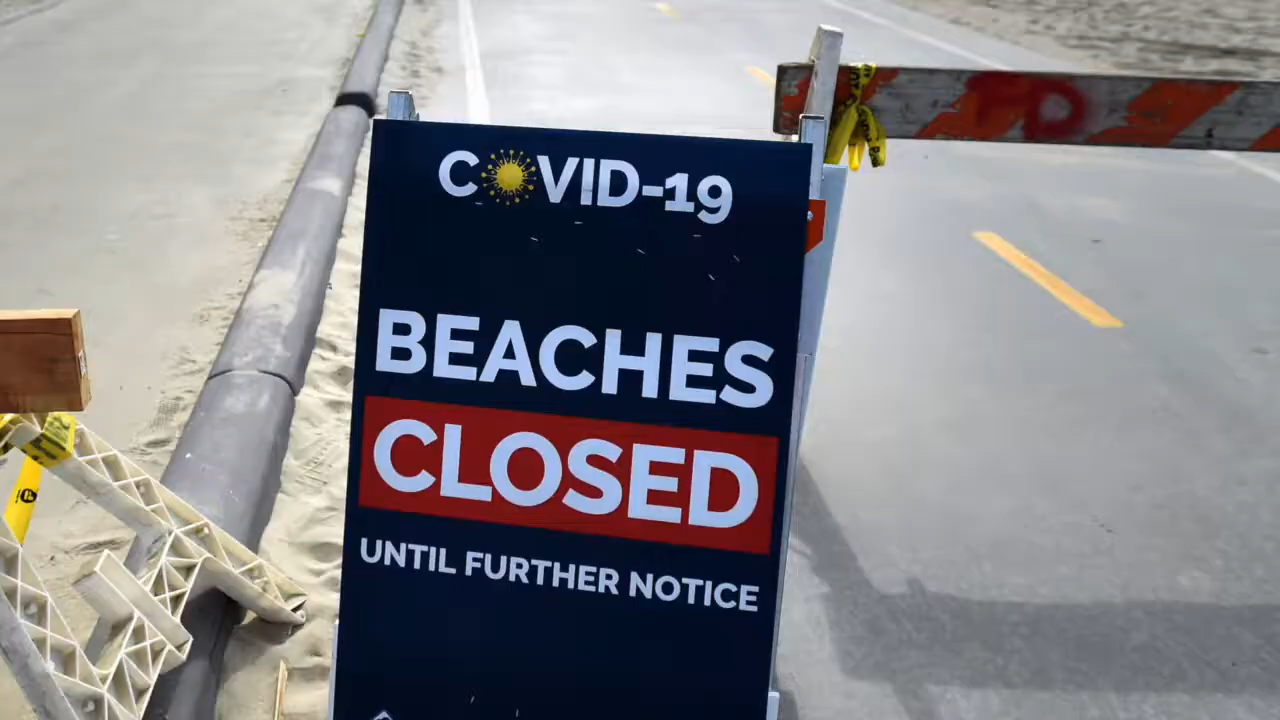 COVID-19
BEACHES
CLOSED
UNTIL FURTHER NOTICE